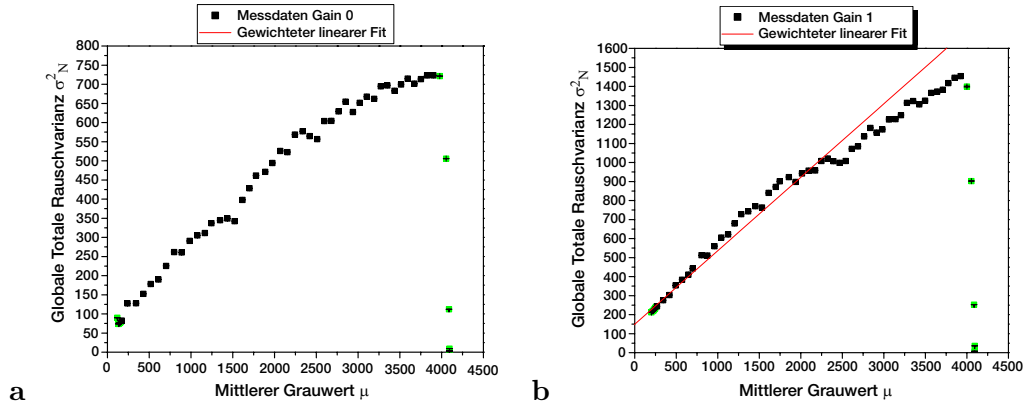 Messdaten Gain 0
Gewichteter linearer Fit
800
750
700
650
600
550
500
450
400
350
300
250
200
150
100
50
0
0 500 1000 1500 2000 2500 3000 3500 4000 4500
Globale Totale Rauschvarianz σ²_N
Mittlerer Grauwert μ
a
Messdaten Gain 1
Gewichteter linearer Fit
1600
1500
1400
1300
1200
1100
1000
900
800
700
600
500
400
300
200
100
0
0 500 1000 1500 2000 2500 3000 3500 4000 4500
Globale Totale Rauschvarianz σ²_N
Mittlerer Grauwert μ
b